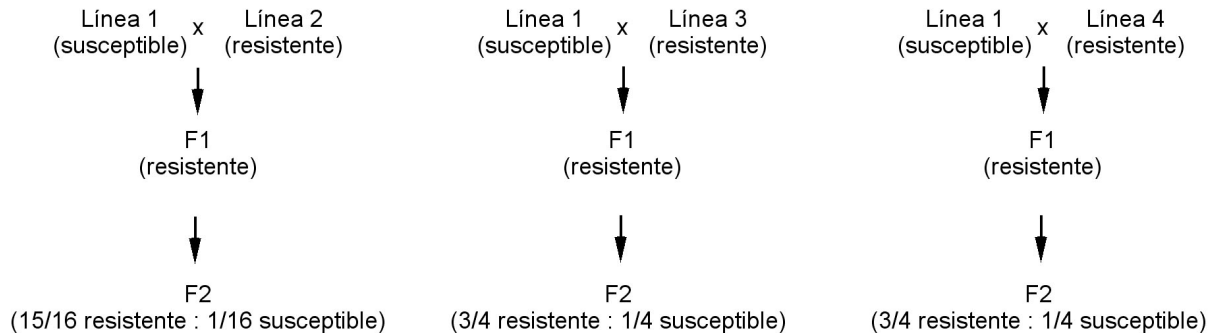 Línea 1 x Línea 2
(susceptible) (resistente)
F1
(resistente)
F2
(15/16 resistente : 1/16 susceptible)
Línea 1 x Línea 3
(susceptible) (resistente)
F1
(resistente)
F2
(3/4 resistente : 1/4 susceptible)
Línea 1 x Línea 4
(susceptible) (resistente)
F1
(resistente)
F2
(3/4 resistente : 1/4 susceptible)